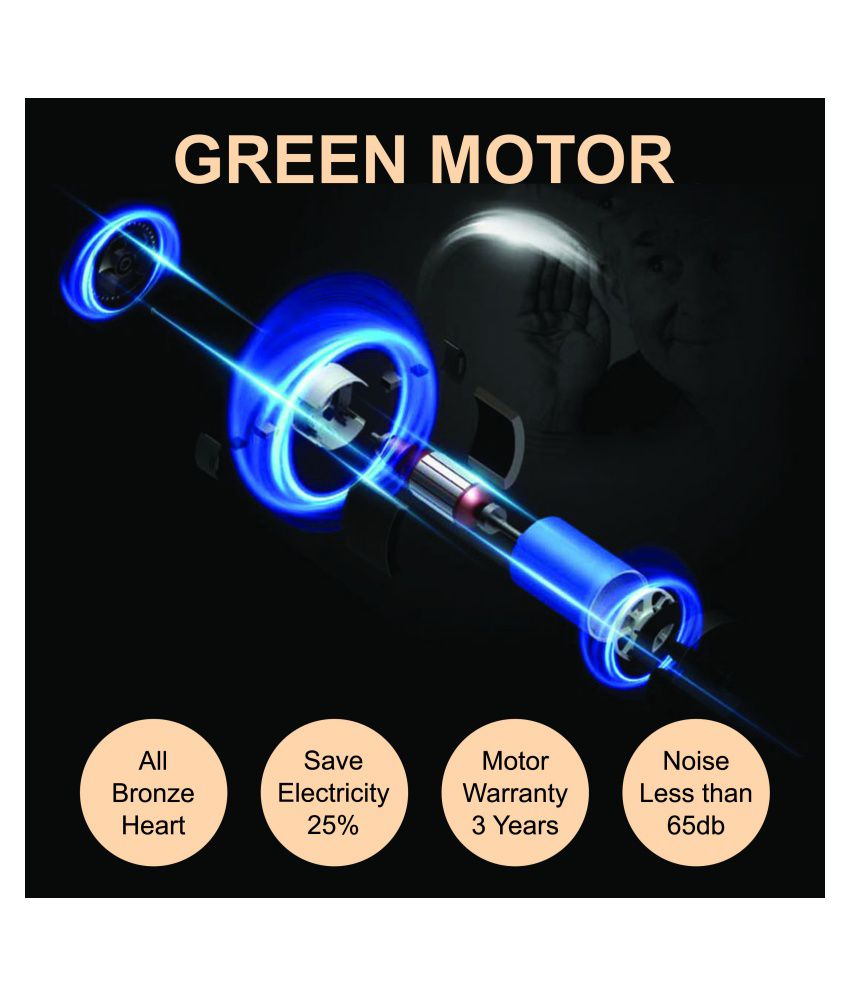 GREEN MOTOR
All
Bronze
Heart
Save
Electricity
25%
Motor
Warranty
3 Years
Noise
Less than
65db